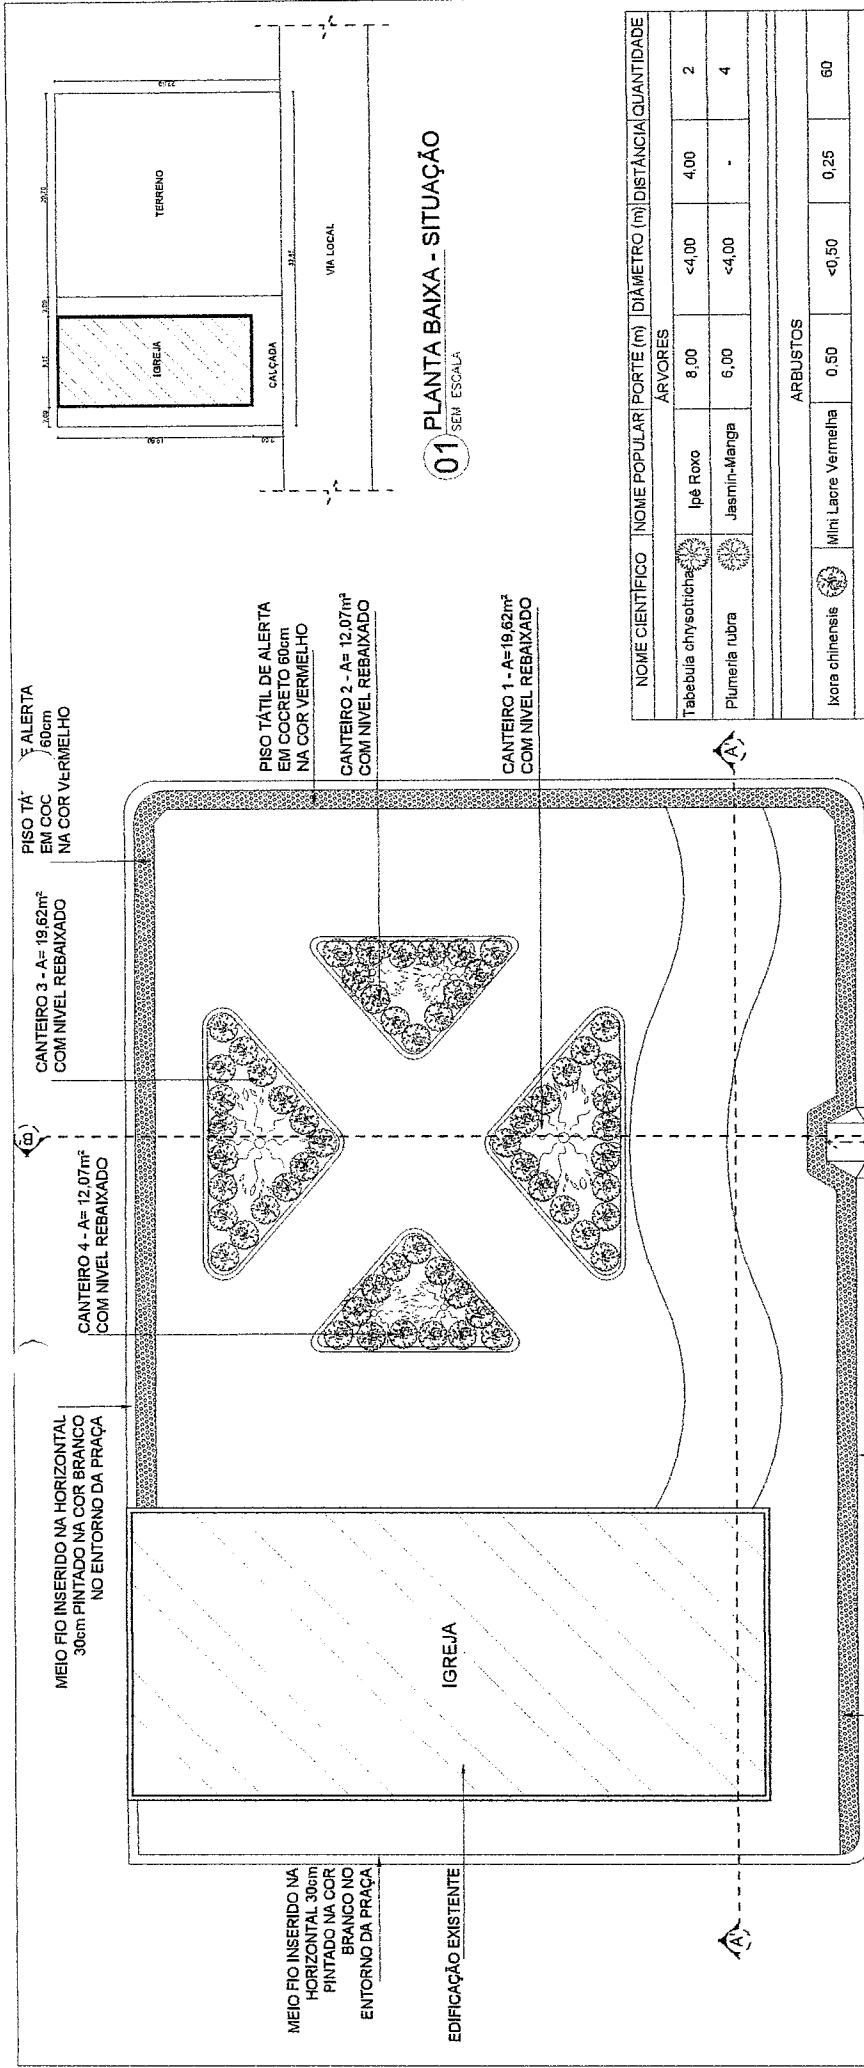 MEIO FIO INSERIDO NA HORIZONTAL
30cm PINTADO NA COR BRANCO
NO ENTORNO DA PRAÇA
CANTEIRO 4 - A= 12,07m²
COM NIVEL REBAIXADO
CANTEIRO 3 - A= 19,62m²
COM NIVEL REBAIXADO
PISO TÁ
E ALERTA
EM COC
60cm
NA COR VERMELHO
B
PISO TÁTIL DE ALERTA
EM COCRETO 60cm
NA COR VERMELHO
CANTEIRO 2 - A= 12,07m²
COM NIVEL REBAIXADO
CANTEIRO 1 - A=19,62m²
COM NIVEL REBAIXADO
MEIO FIO INSERIDO NA
HORIZONTAL 30cm
PINTADO NA COR
BRANCO NO
ENTORNO DA PRAÇA
EDIFICAÇÃO EXISTENTE
IGREJA
A'
A'
TERRENO
IGREJA
CALÇADA
VIA LOCAL
01 PLANTA BAIXA - SITUAÇÃO
SEM ESCALA
NOME CIENTÍFICO NOME POPULAR PORTE (m) DIÂMETRO (m) DISTÂNCIA QUANTIDADE
ÁRVORES
Tabebuia chrysotricha Ipê Roxo 8,00 <4,00 4,00 2
Plumeria rubra Jasmin-Manga 6,00 <4,00 - 4
ARBUSTOS
Ixora chinensis Mini Lacre Vermelha 0.50 <0,50 0,25 60